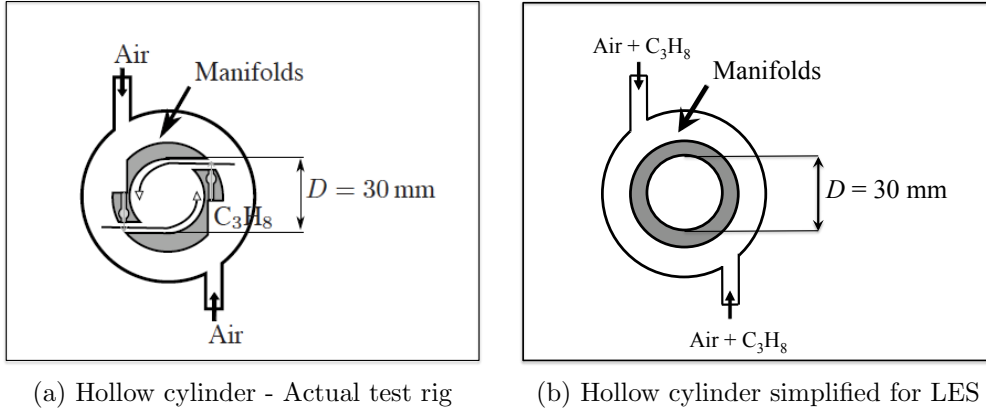 Air
Manifolds
D = 30 mm
C₃H₈
Air
(a) Hollow cylinder - Actual test rig
Air + C₃H₈
Manifolds
D = 30 mm
Air + C₃H₈
(b) Hollow cylinder simplified for LES